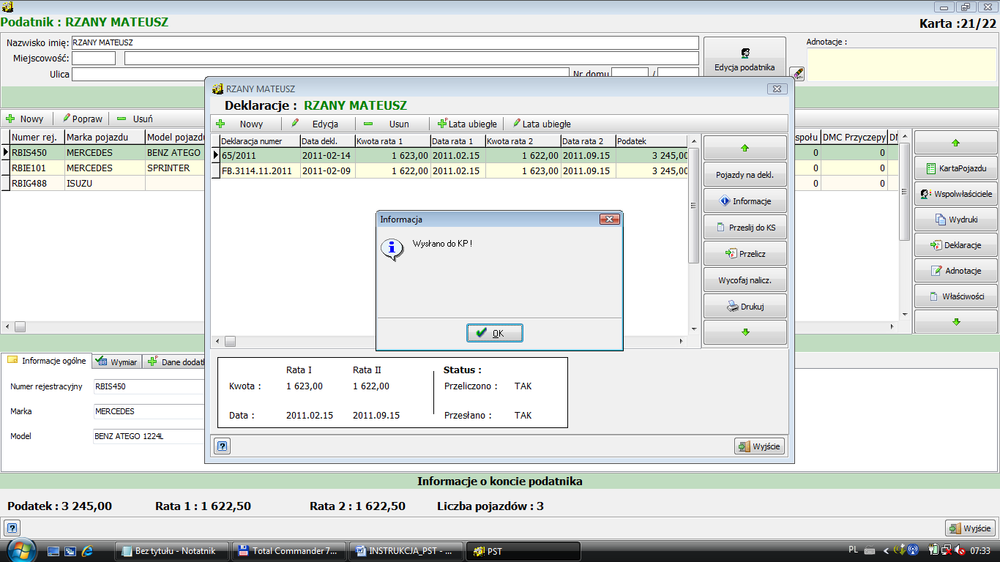 Podatnik : RZANY MATEUSZ
Karta :21/22
Nazwisko imię: RZANY MATEUSZ
Miejscowość:
Ulica
Nr domu /
Edycja podatnika
Adnotacje :
Nowy Popraw Usuń
Numer rej. Marka pojazdu Model pojazdu
RBIS450 MERCEDES BENZ ATEGO
RBIE101 MERCEDES SPRINTER
RBIG488 ISUZU
społu DMC Przyczepy
0 0
0 0
0 0
KartaPojazdu
Wspolwłaściciele
Wydruki
Deklaracje
Adnotacje
Właściwości
RZANY MATEUSZ
Deklaracje : RZANY MATEUSZ
Nowy Edycja Usun Lata ubiegłe Lata ubiegłe
Deklaracja numer Data dekl. Kwota rata 1 Data rata 1 Kwota rata 2 Data rata 2 Podatek
65/2011 2011-02-14 1 623,00 2011.02.15 1 622,00 2011.09.15 3 245,00
FB.3114.11.2011 2011-02-09 1 622,00 2011.02.15 1 623,00 2011.09.15 3 245,00
Pojazdy na dekl.
Informacje
Przeslij do KS
Przelicz
Wycofaj nalicz.
Drukuj
Informacja
Wysłano do KP !
OK
Rata I Rata II Status :
Kwota : 1 623,00 1 622,00 Przeliczono : TAK
Data : 2011.02.15 2011.09.15 Przesłano : TAK
Wyjście
Informacje ogólne Wymiar Dane dodatk
Numer rejestracyjny RBIS450
Marka MERCEDES
Model BENZ ATEGO 1224L
Informacje o koncie podatnika
Podatek : 3 245,00 Rata 1 : 1 622,50 Rata 2 : 1 622,50 Liczba pojazdów : 3
Wyjście
Bez tytułu - Notatnik Total Commander 7... INSTRUKCJA_PST - ... PST PL 07:33